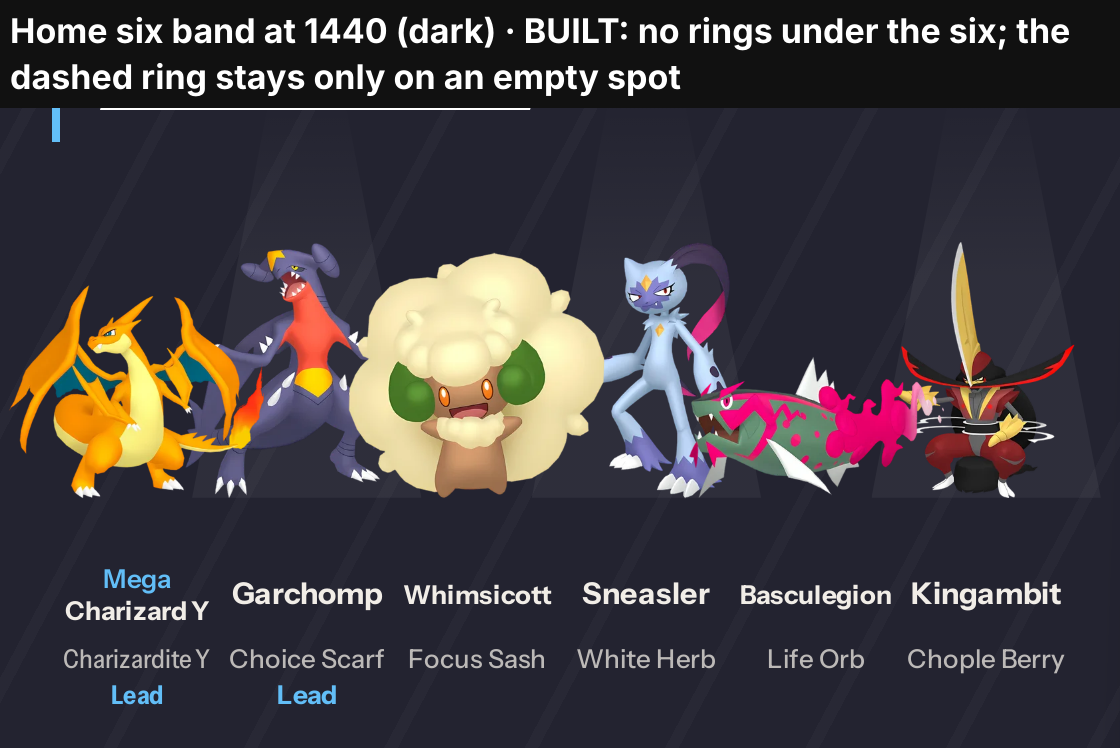 Home six band at 1440 (dark) · BUILT: no rings under the six; the
dashed ring stays only on an empty spot
Mega
Charizard Y
Garchomp
Whimsicott
Sneasler
Basculegion
Kingambit
Charizardite Y
Choice Scarf
Focus Sash
White Herb
Life Orb
Chople Berry
Lead
Lead